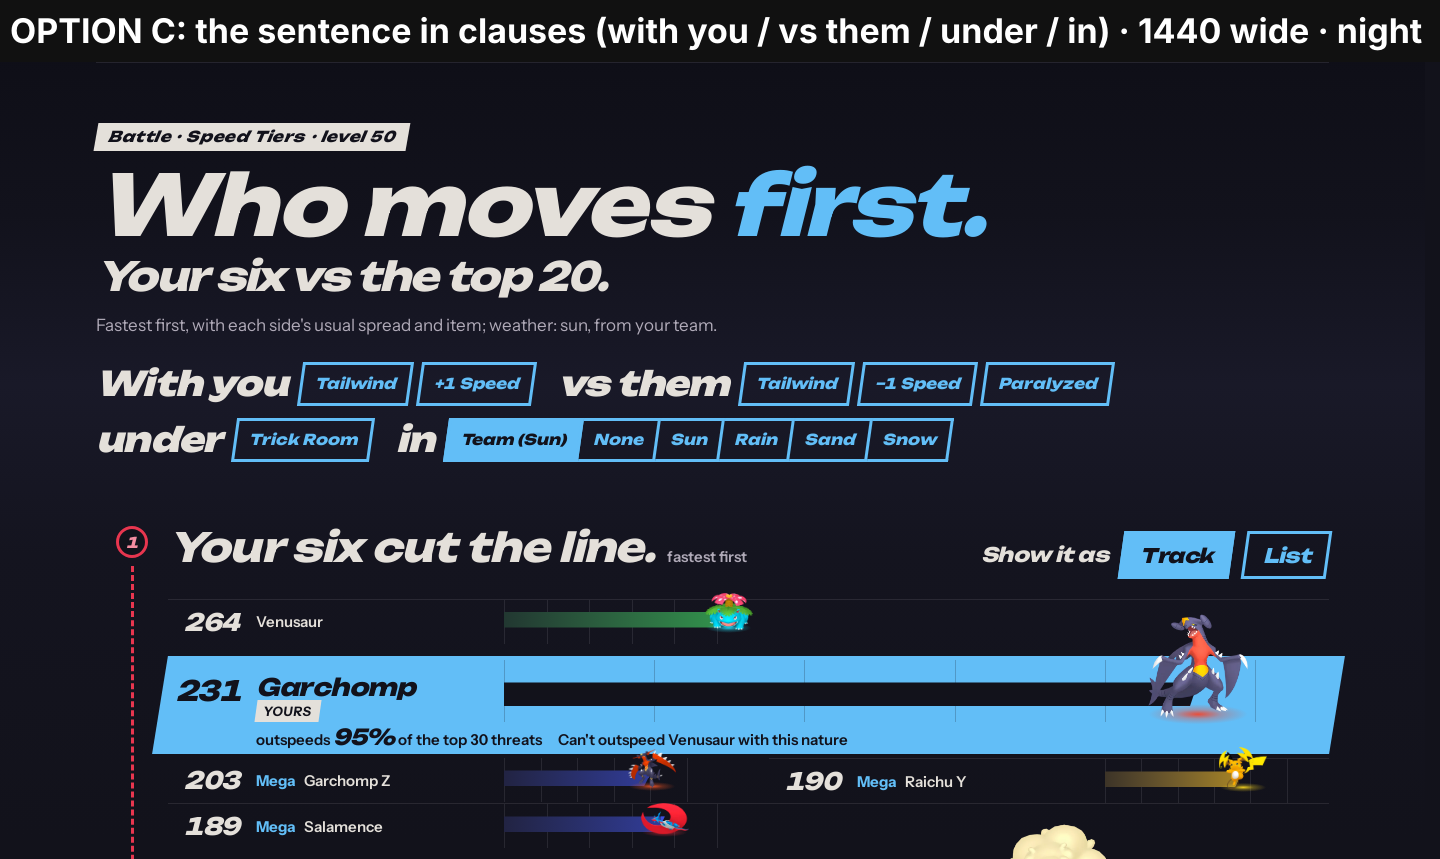 OPTION C: the sentence in clauses (with you / vs them / under / in) · 1440 wide · night
Battle · Speed Tiers · level 50
Who moves first.
Your six vs the top 20.
Fastest first, with each side's usual spread and item; weather: sun, from your team.
With you Tailwind +1 Speed vs them Tailwind −1 Speed Paralyzed
under Trick Room in Team (Sun) None Sun Rain Sand Snow
1 Your six cut the line. fastest first Show it as Track List
264 Venusaur
231 Garchomp
YOURS
outspeeds 95% of the top 30 threats Can't outspeed Venusaur with this nature
203 Mega Garchomp Z 190 Mega Raichu Y
189 Mega Salamence